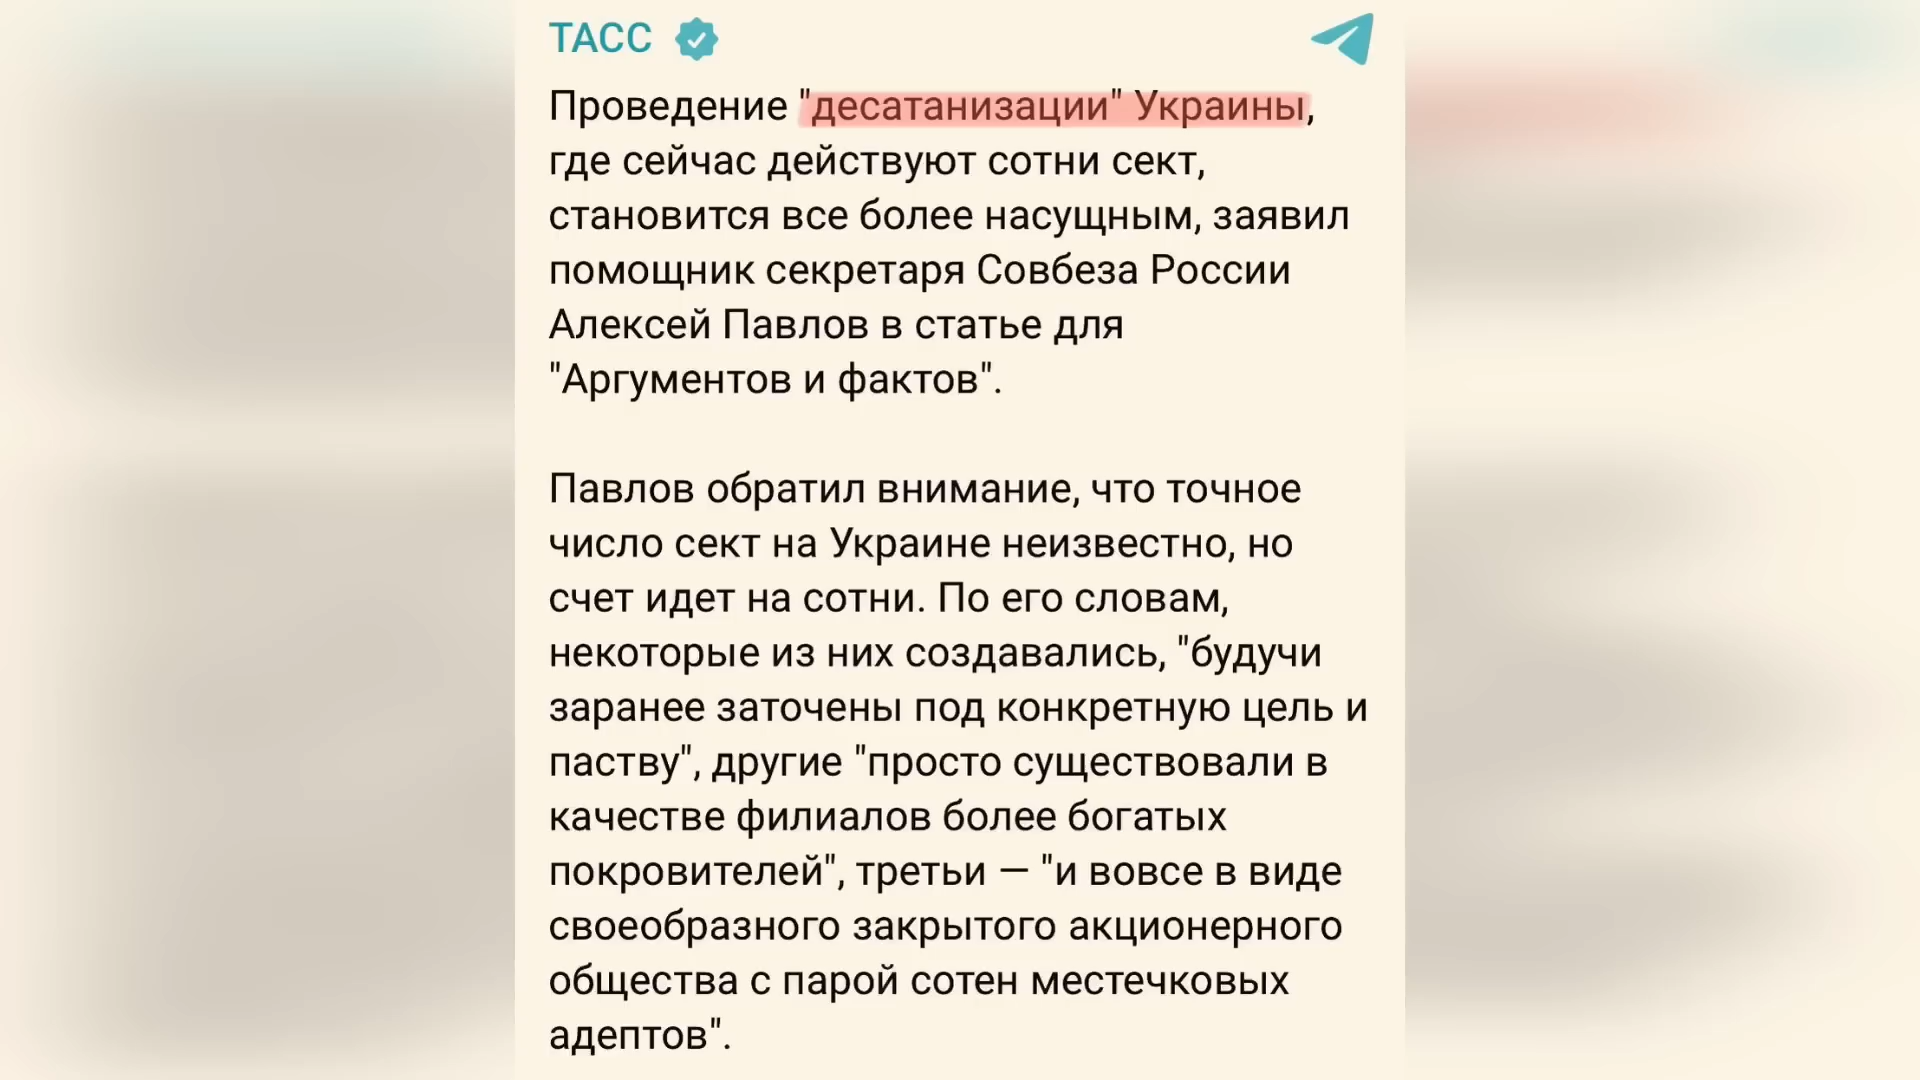 ТАСС
Проведение "десатанизации" Украины,
где сейчас действуют сотни сект,
становится все более насущным, заявил
помощник секретаря Совбеза России
Алексей Павлов в статье для
"Аргументов и фактов".
Павлов обратил внимание, что точное
число сект на Украине неизвестно, но
счет идет на сотни. По его словам,
некоторые из них создавались, "будучи
заранее заточены под конкретную цель и
паству", другие "просто существовали в
качестве филиалов более богатых
покровителей", третьи — "и вовсе в виде
своеобразного закрытого акционерного
общества с парой сотен местечковых
адептов".